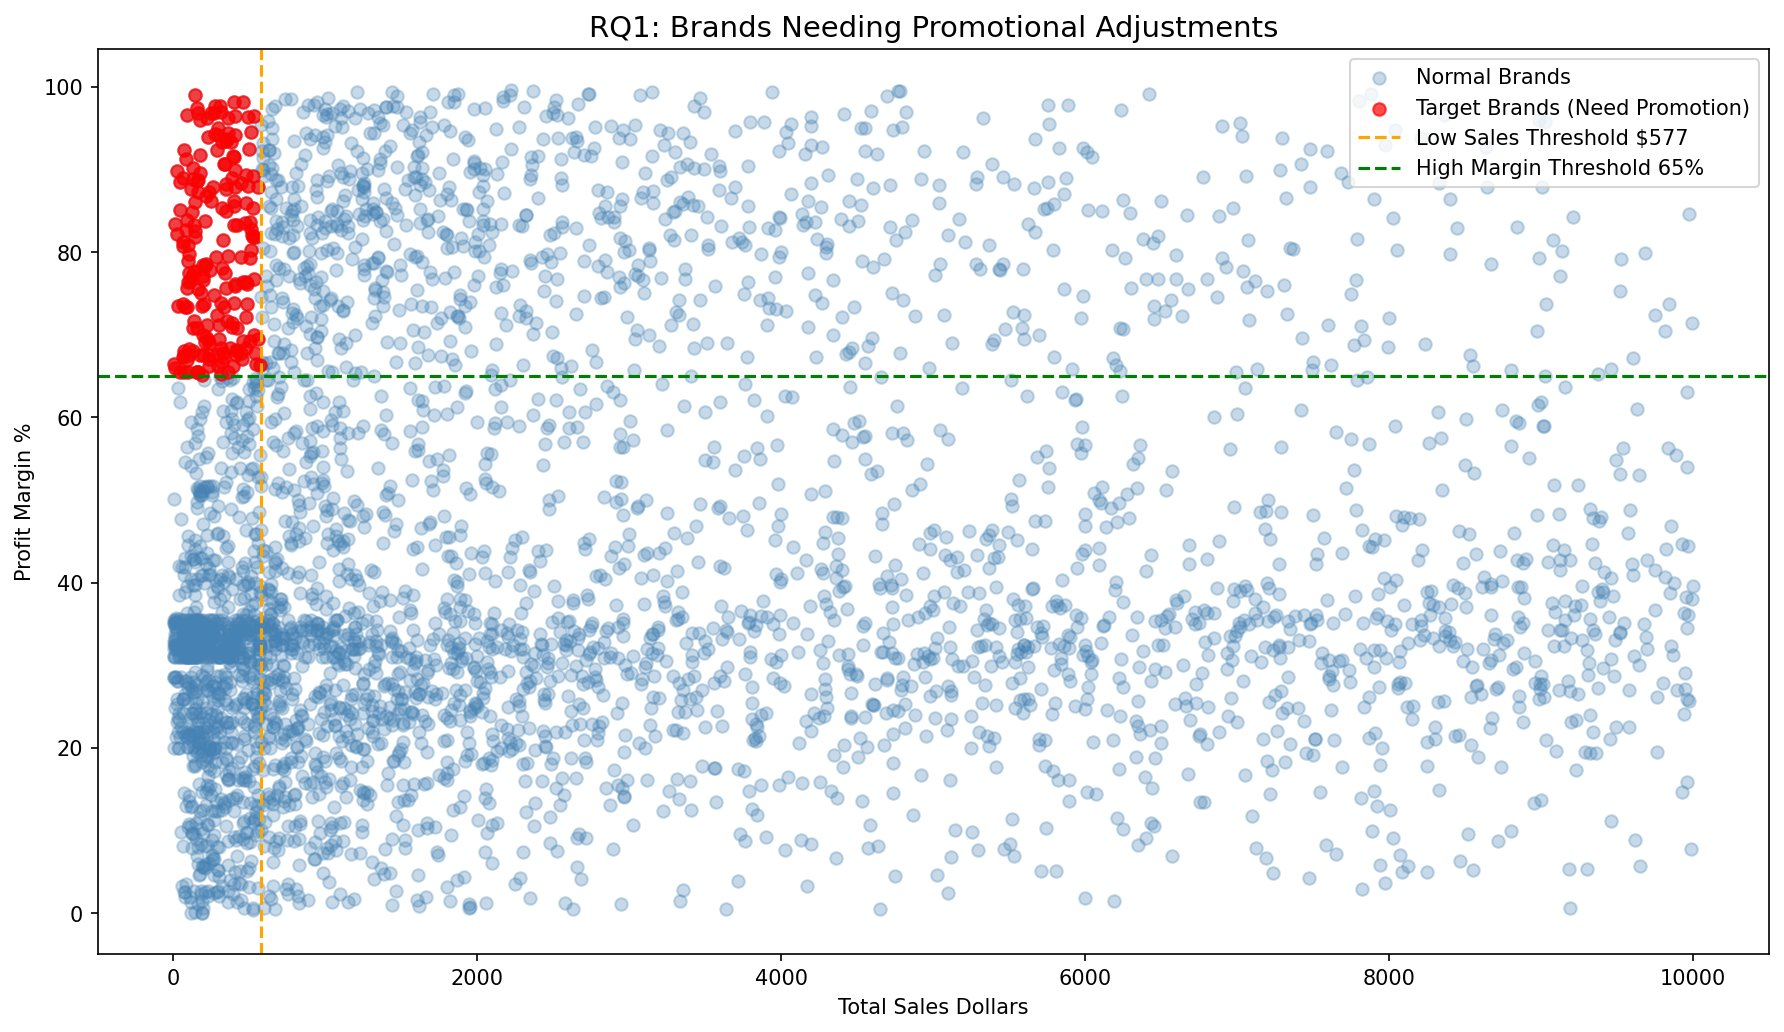 RQ1: Brands Needing Promotional Adjustments
Normal Brands
Target Brands (Need Promotion)
Low Sales Threshold $577
High Margin Threshold 65%
Profit Margin %
100
80
60
40
20
0
0 2000 4000 6000 8000 10000
Total Sales Dollars